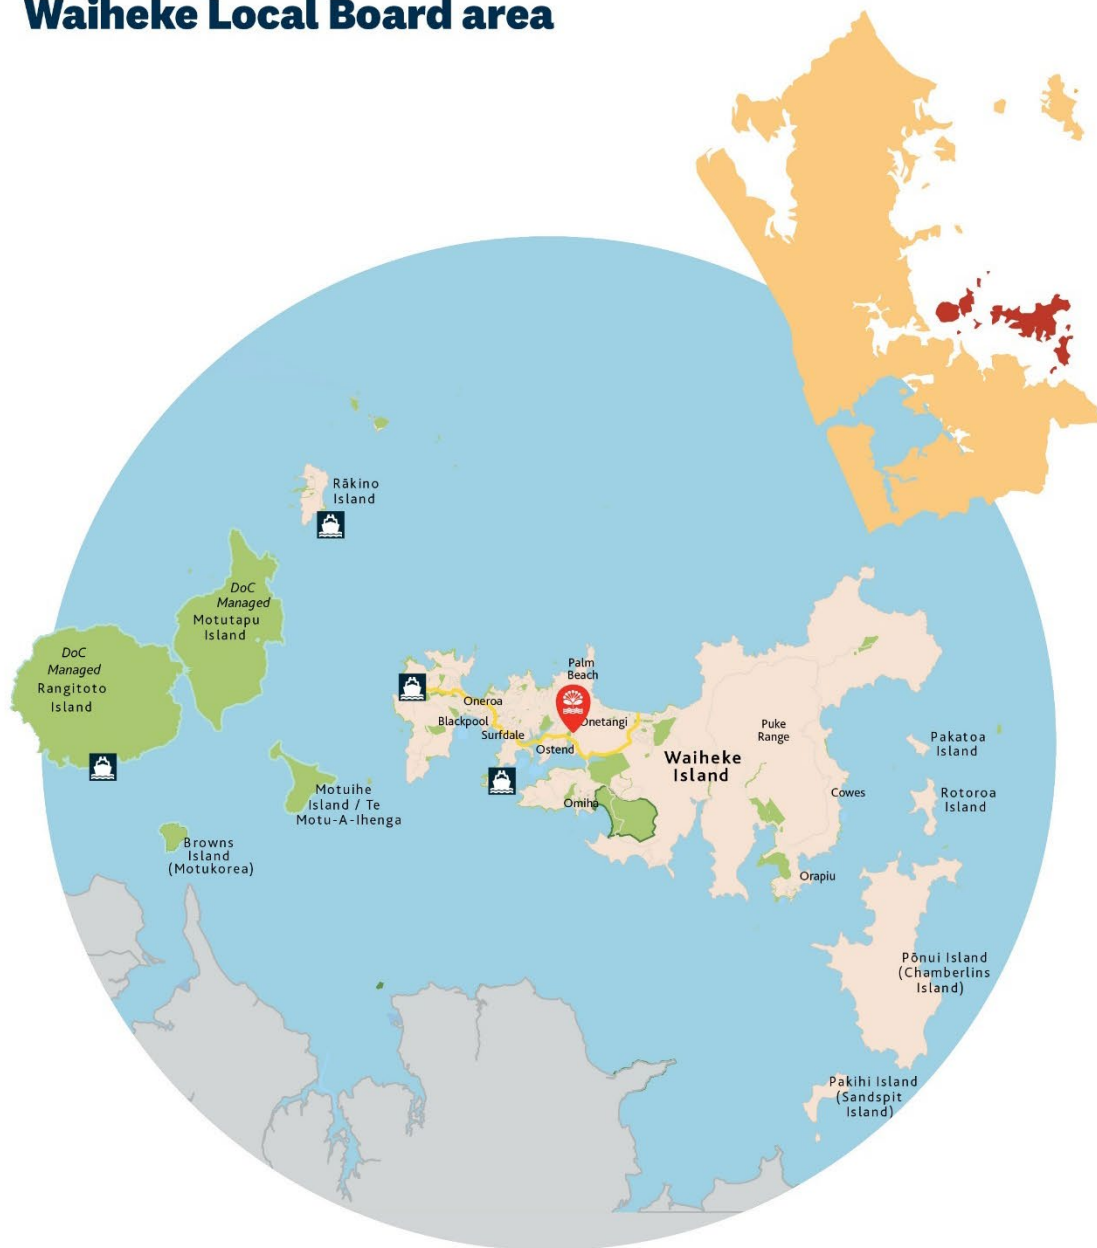 Waiheke Local Board area
Rākino
Island
DoC
Managed
Motutapu
Island
DoC
Managed
Rangitoto
Island
Palm
Beach
Oneroa
Blackpool
Surfdale
Onetangi
Ostend
Omiha
Waiheke
Island
Puke
Range
Cowes
Orapiu
Pakatoa
Island
Rotoroa
Island
Motuihe
Island / Te
Motu-A-Ihenga
Browns
Island
(Motukorea)
Pōnui Island
(Chamberlins
Island)
Pakihi Island
(Sandspit
Island)